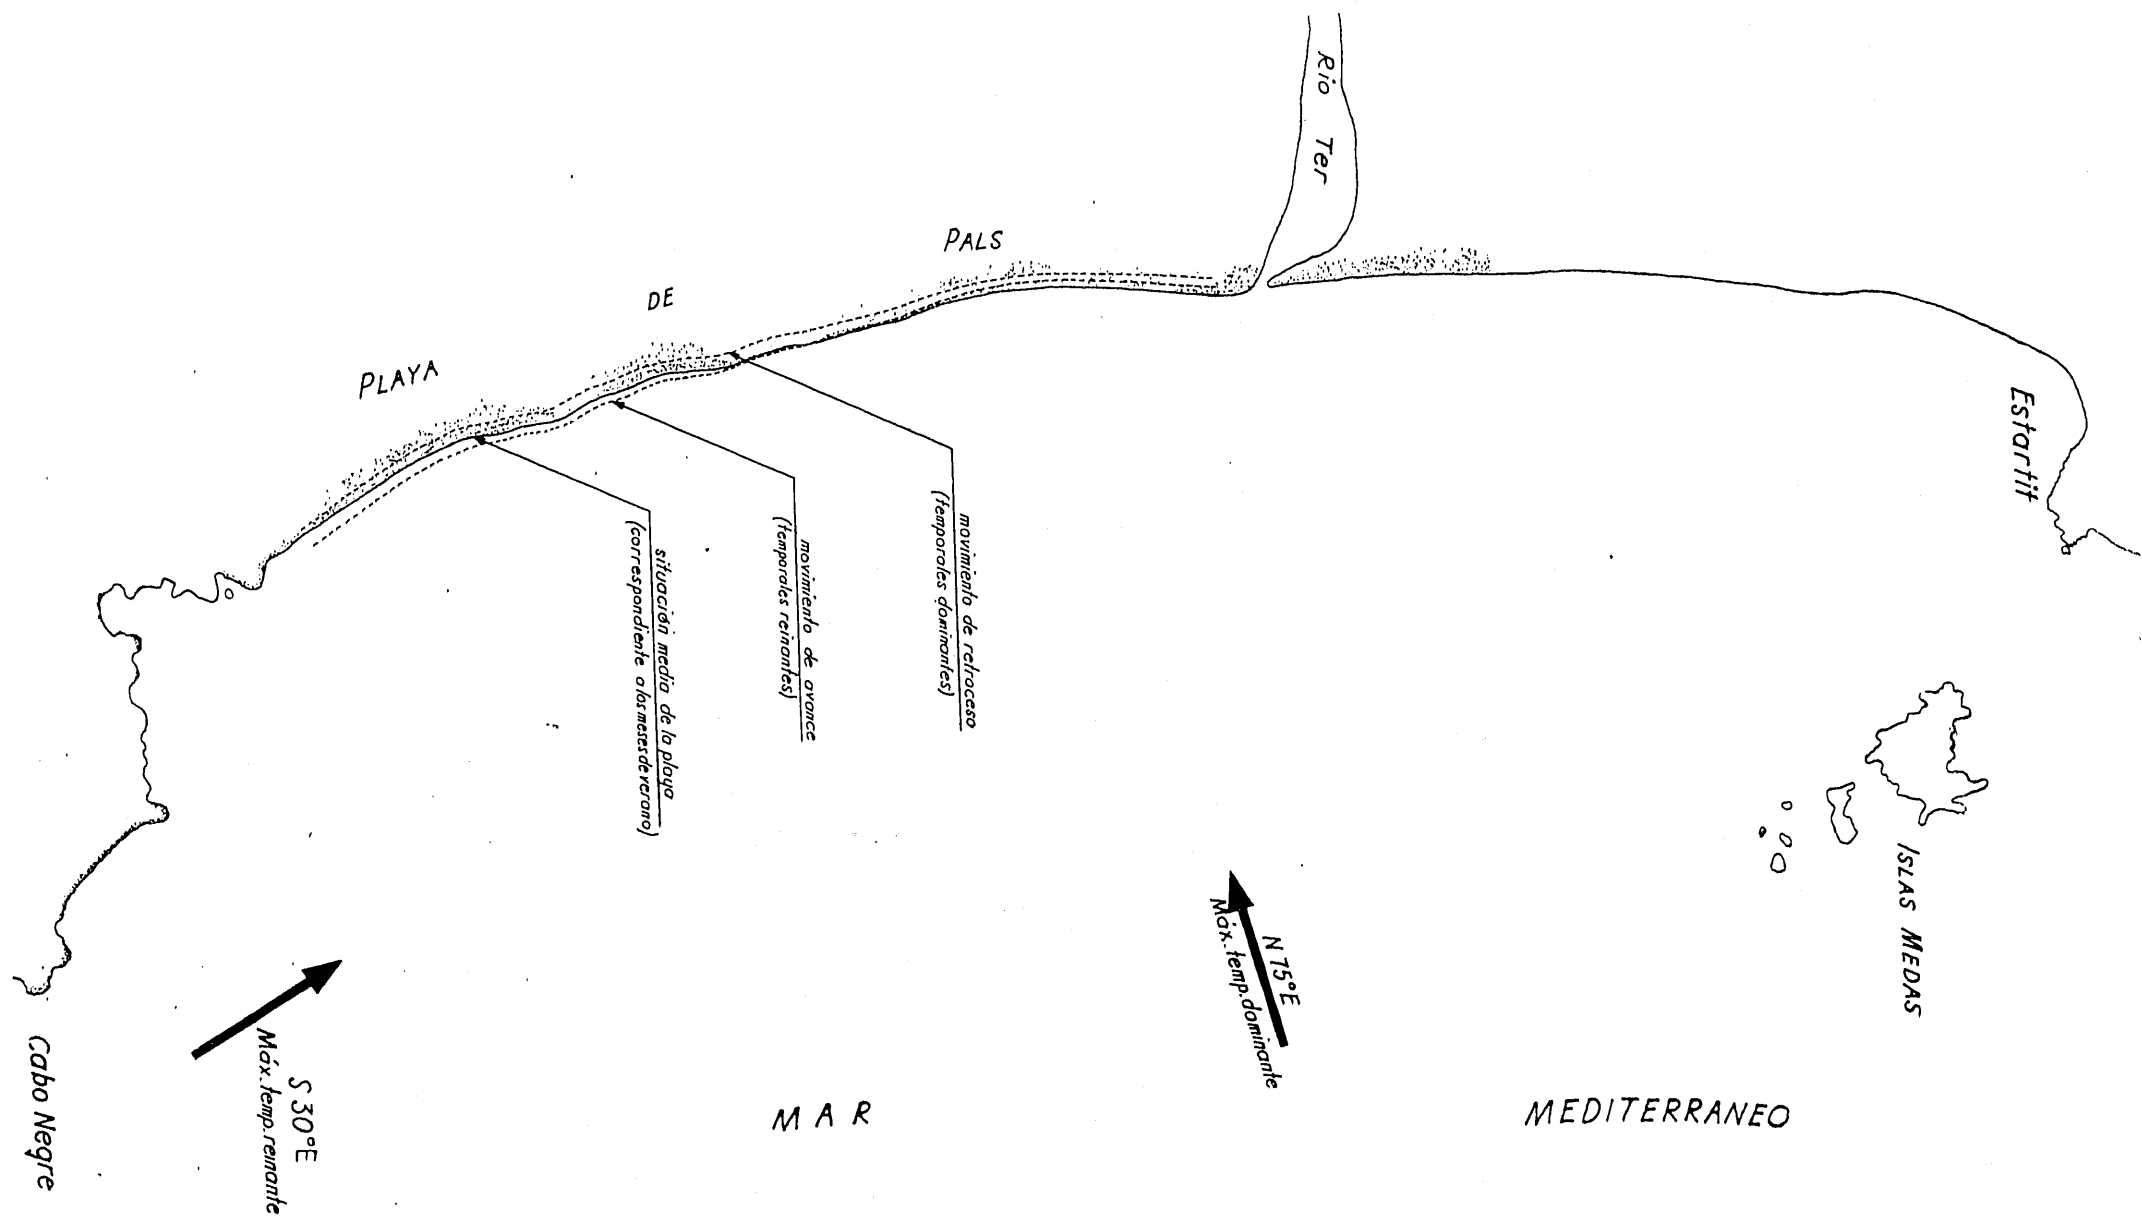 Rio Ter
PLAYA DE PALS
Estartit
movimiento de retroceso
(temporales dominantes)
movimiento de avance
(temporales reinantes)
situación media de la playa
(correspondiente a los meses de verano)
ISLAS MEDAS
N 75°E
Máx. temp. dominante
S 30°E
Máx. temp. reinante
Cabo Negre
MAR MEDITERRANEO